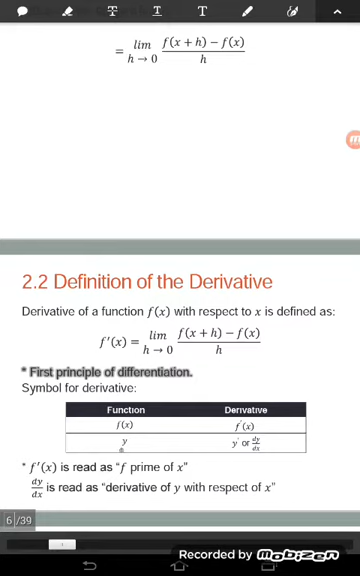 = lim h → 0 f(x + h) − f(x) / h
2.2 Definition of the Derivative
Derivative of a function f(x) with respect to x is defined as:
f′(x) = lim h → 0 f(x + h) − f(x) / h
* First principle of differentiation.
Symbol for derivative:
Function Derivative
f(x) f′(x)
y y′ or dy/dx
* f′(x) is read as “f prime of x”
dy/dx is read as “derivative of y with respect of x”
6 /39
Recorded by mobizen